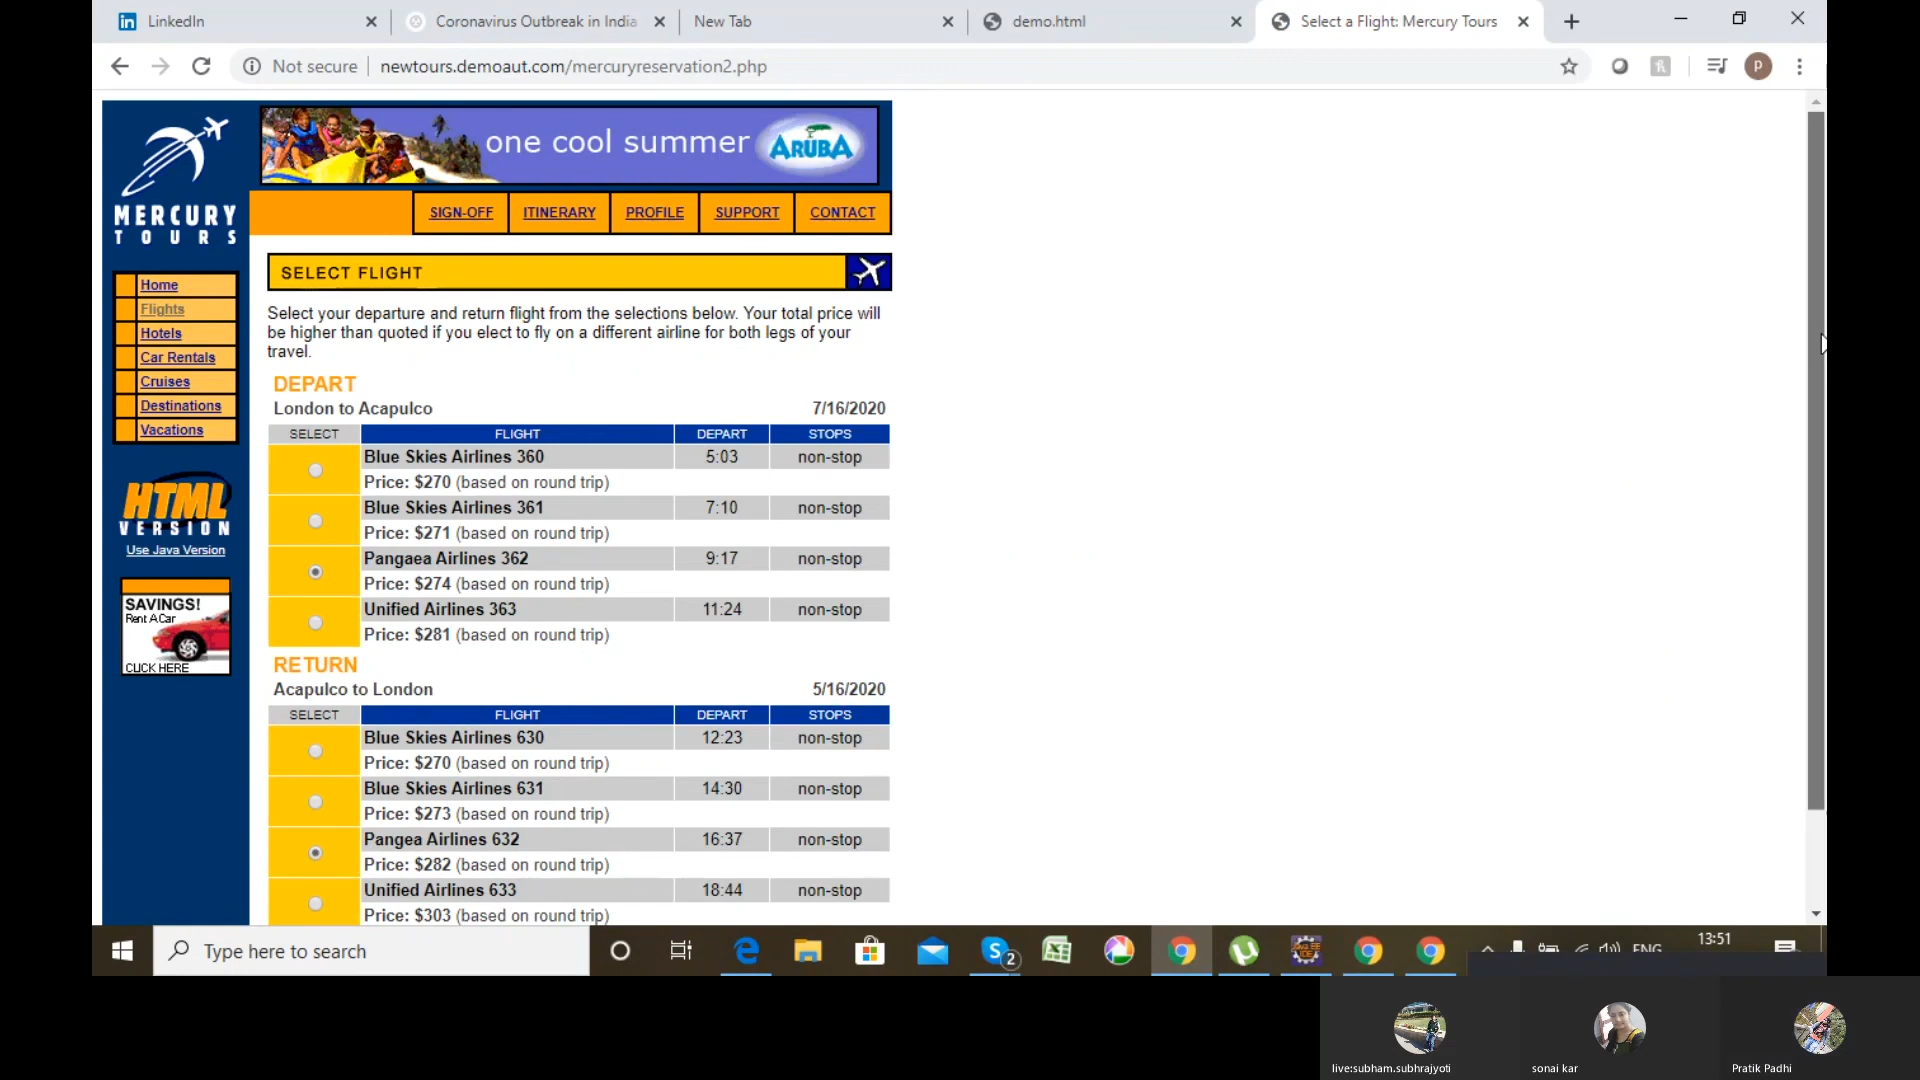 LinkedIn
Coronavirus Outbreak in India
New Tab
demo.html
Select a Flight: Mercury Tours
Not secure
newtours.demoaut.com/mercuryreservation2.php
P
one cool summer
ARUBA
MERCURY
TOURS
SIGN-OFF
ITINERARY
PROFILE
SUPPORT
CONTACT
Home
Flights
Hotels
Car Rentals
Cruises
Destinations
Vacations
HTML
VERSION
Use Java Version
SAVINGS!
Rent A Car
CLICK HERE
SELECT FLIGHT
Select your departure and return flight from the selections below. Your total price will
be higher than quoted if you elect to fly on a different airline for both legs of your
travel.
DEPART
London to Acapulco 7/16/2020
SELECT FLIGHT DEPART STOPS
Blue Skies Airlines 360 5:03 non-stop
Price: $270 (based on round trip)
Blue Skies Airlines 361 7:10 non-stop
Price: $271 (based on round trip)
Pangaea Airlines 362 9:17 non-stop
Price: $274 (based on round trip)
Unified Airlines 363 11:24 non-stop
Price: $281 (based on round trip)
RETURN
Acapulco to London 5/16/2020
SELECT FLIGHT DEPART STOPS
Blue Skies Airlines 630 12:23 non-stop
Price: $270 (based on round trip)
Blue Skies Airlines 631 14:30 non-stop
Price: $273 (based on round trip)
Pangea Airlines 632 16:37 non-stop
Price: $282 (based on round trip)
Unified Airlines 633 18:44 non-stop
Price: $303 (based on round trip)
Type here to search
S
2
ENG
13:51
live:subham.subhrajyoti
sonai kar
Pratik Padhi